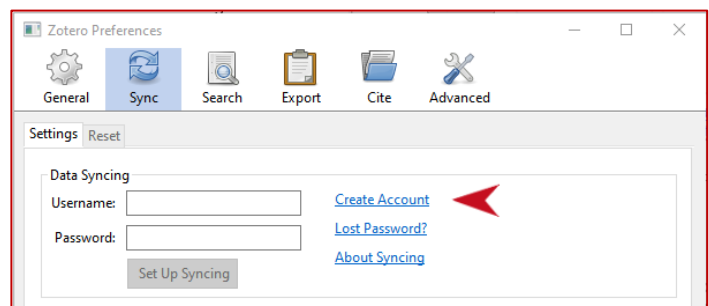 Zotero Preferences
General Sync Search Export Cite Advanced
Settings Reset
Data Syncing
Username: Create Account
Lost Password?
Password:
About Syncing
Set Up Syncing